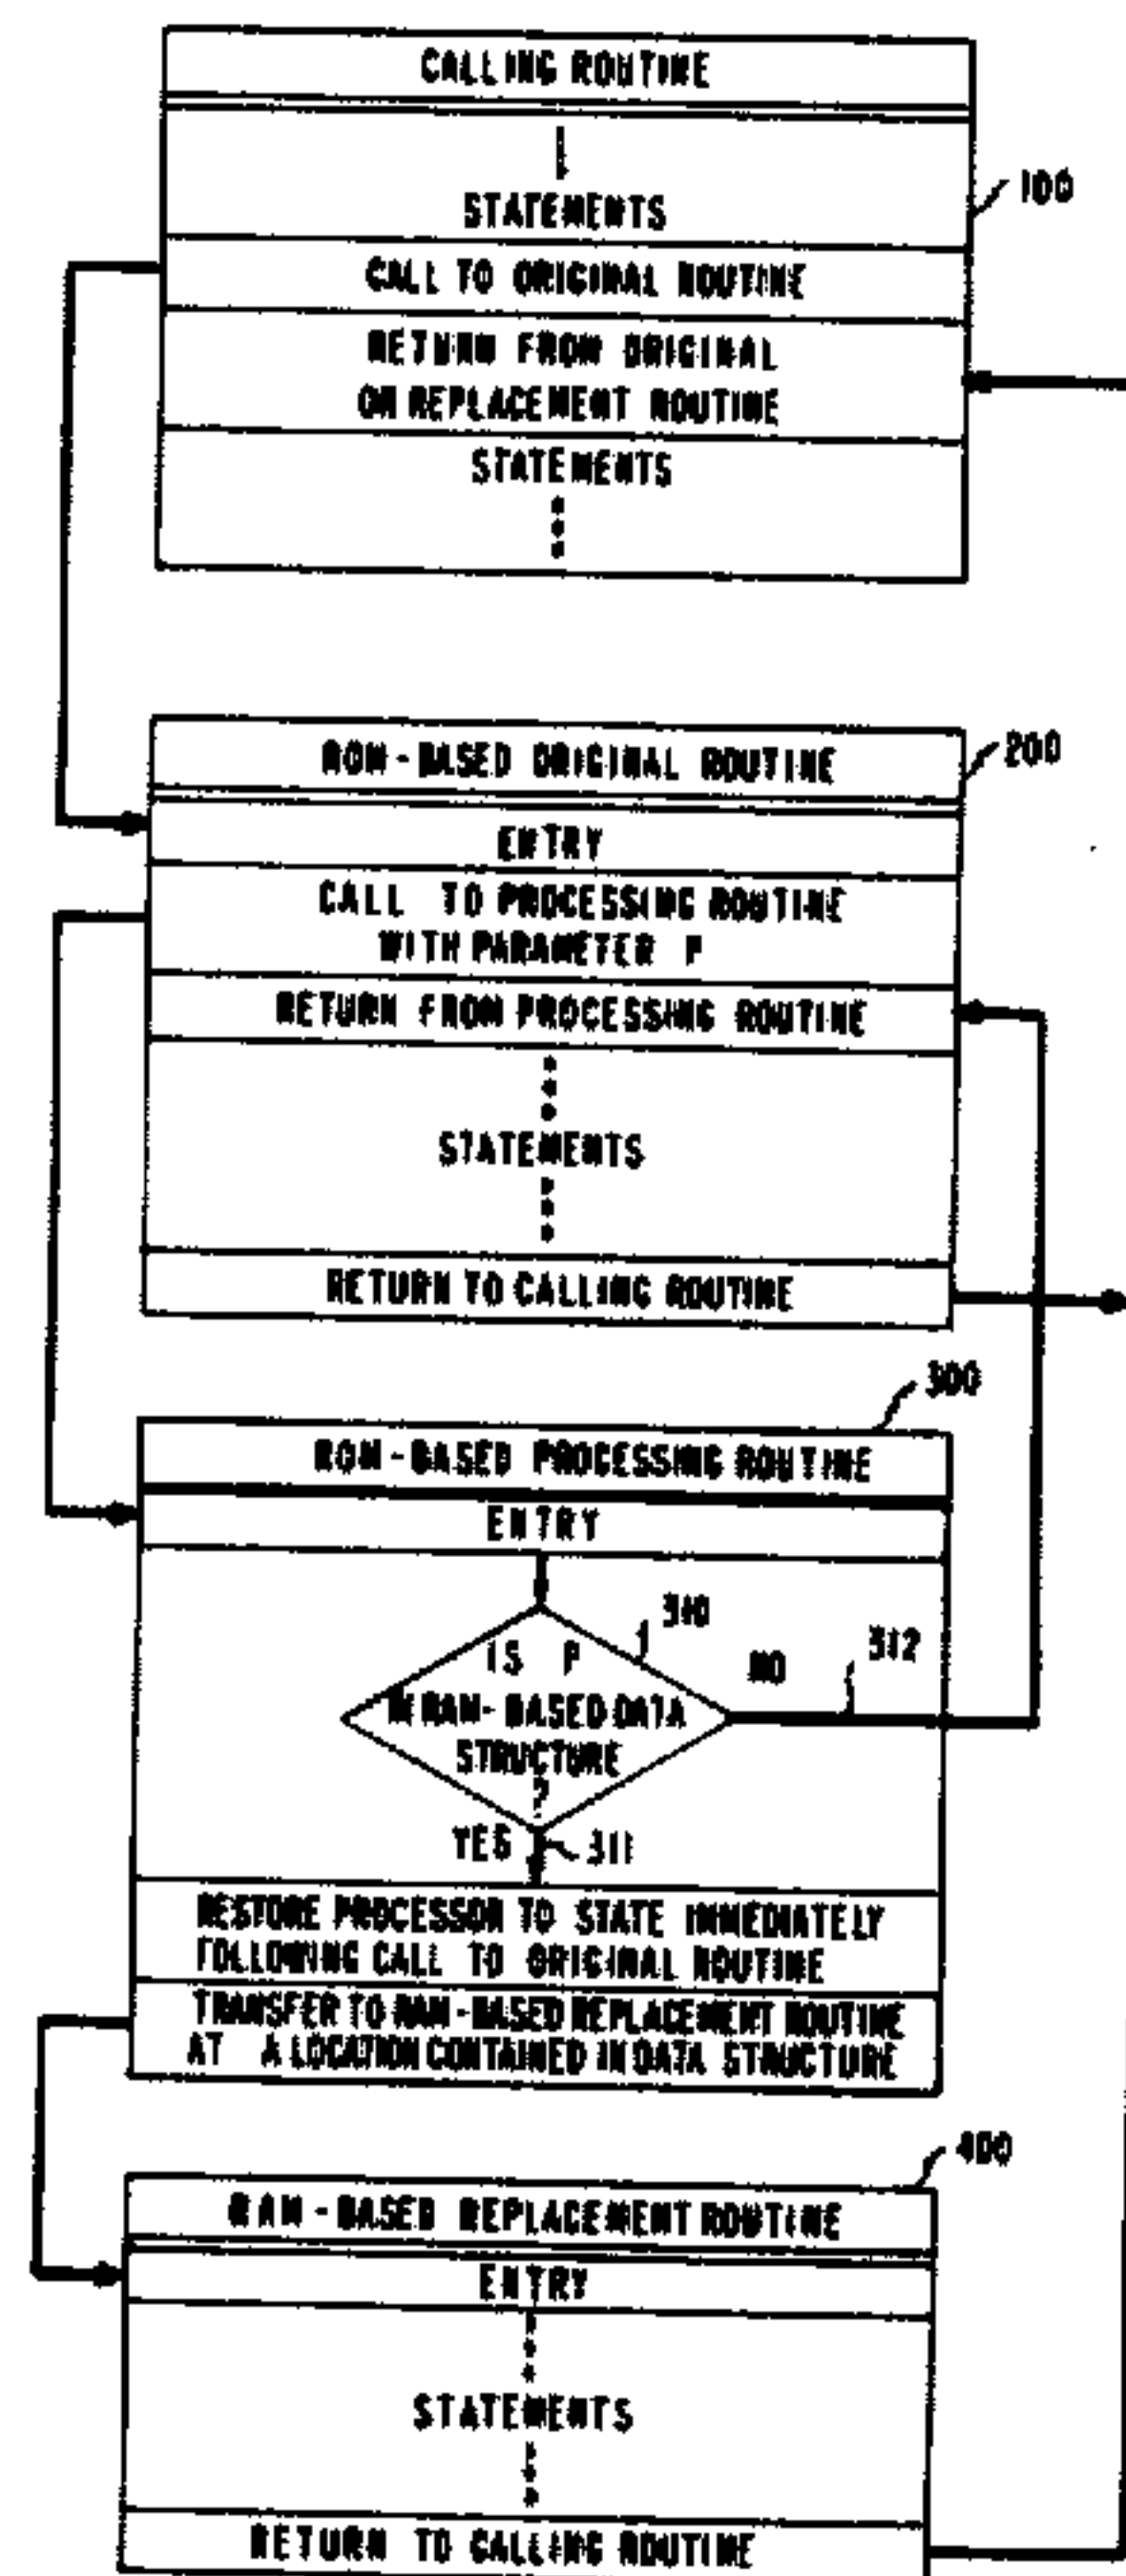 CALLING ROUTINE
STATEMENTS
100
CALL TO ORIGINAL ROUTINE
RETURN FROM ORIGINAL
OR REPLACEMENT ROUTINE
STATEMENTS
200
ROM-BASED ORIGINAL ROUTINE
ENTRY
CALL TO PROCESSING ROUTINE
WITH PARAMETER P
RETURN FROM PROCESSING ROUTINE
STATEMENTS
RETURN TO CALLING ROUTINE
300
ROM-BASED PROCESSING ROUTINE
ENTRY
310
IS P
IN RAM-BASED DATA
STRUCTURE
?
NO
312
YES
311
RESTORE PROCESSOR TO STATE IMMEDIATELY
FOLLOWING CALL TO ORIGINAL ROUTINE
TRANSFER TO RAM-BASED REPLACEMENT ROUTINE
AT A LOCATION CONTAINED IN DATA STRUCTURE
400
RAM-BASED REPLACEMENT ROUTINE
ENTRY
STATEMENTS
RETURN TO CALLING ROUTINE